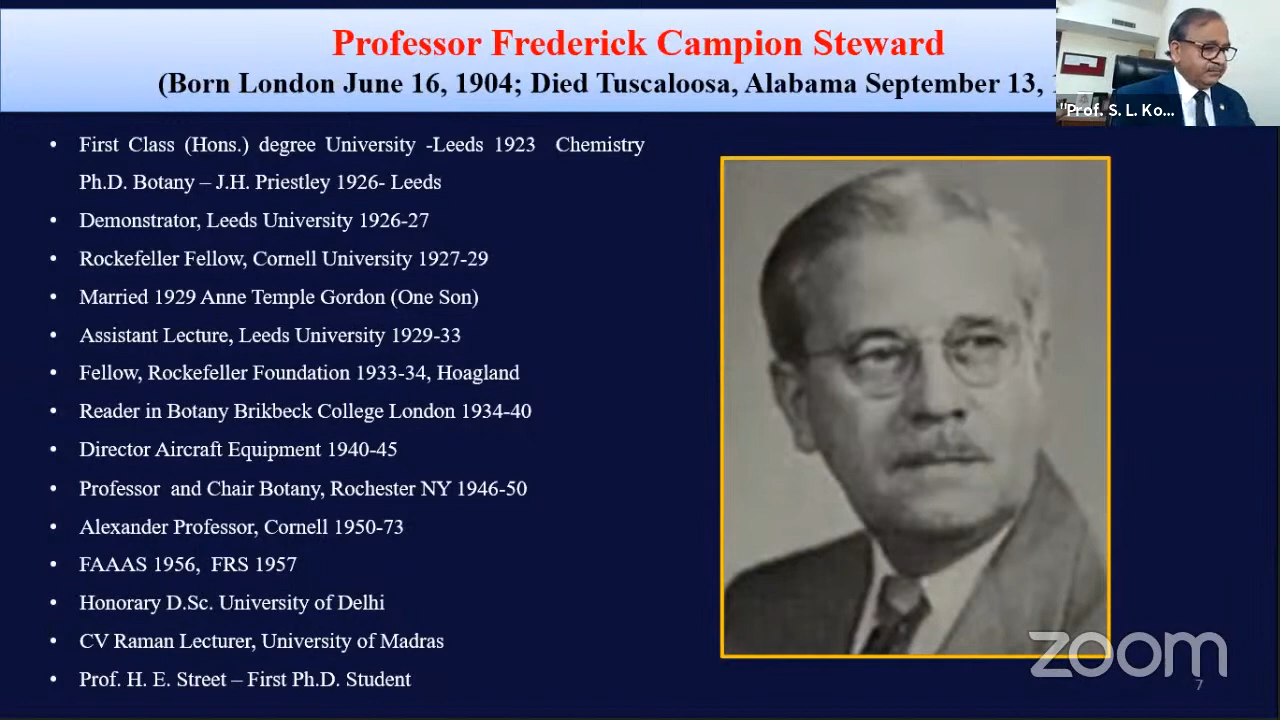 Professor Frederick Campion Steward
(Born London June 16, 1904; Died Tuscaloosa, Alabama September 13,
"Prof. S. L. Ko...
• First Class (Hons.) degree University -Leeds 1923 Chemistry
Ph.D. Botany – J.H. Priestley 1926- Leeds
• Demonstrator, Leeds University 1926-27
• Rockefeller Fellow, Cornell University 1927-29
• Married 1929 Anne Temple Gordon (One Son)
• Assistant Lecture, Leeds University 1929-33
• Fellow, Rockefeller Foundation 1933-34, Hoagland
• Reader in Botany Brikbeck College London 1934-40
• Director Aircraft Equipment 1940-45
• Professor and Chair Botany, Rochester NY 1946-50
• Alexander Professor, Cornell 1950-73
• FAAAS 1956, FRS 1957
• Honorary D.Sc. University of Delhi
• CV Raman Lecturer, University of Madras
• Prof. H. E. Street – First Ph.D. Student
zoom
7